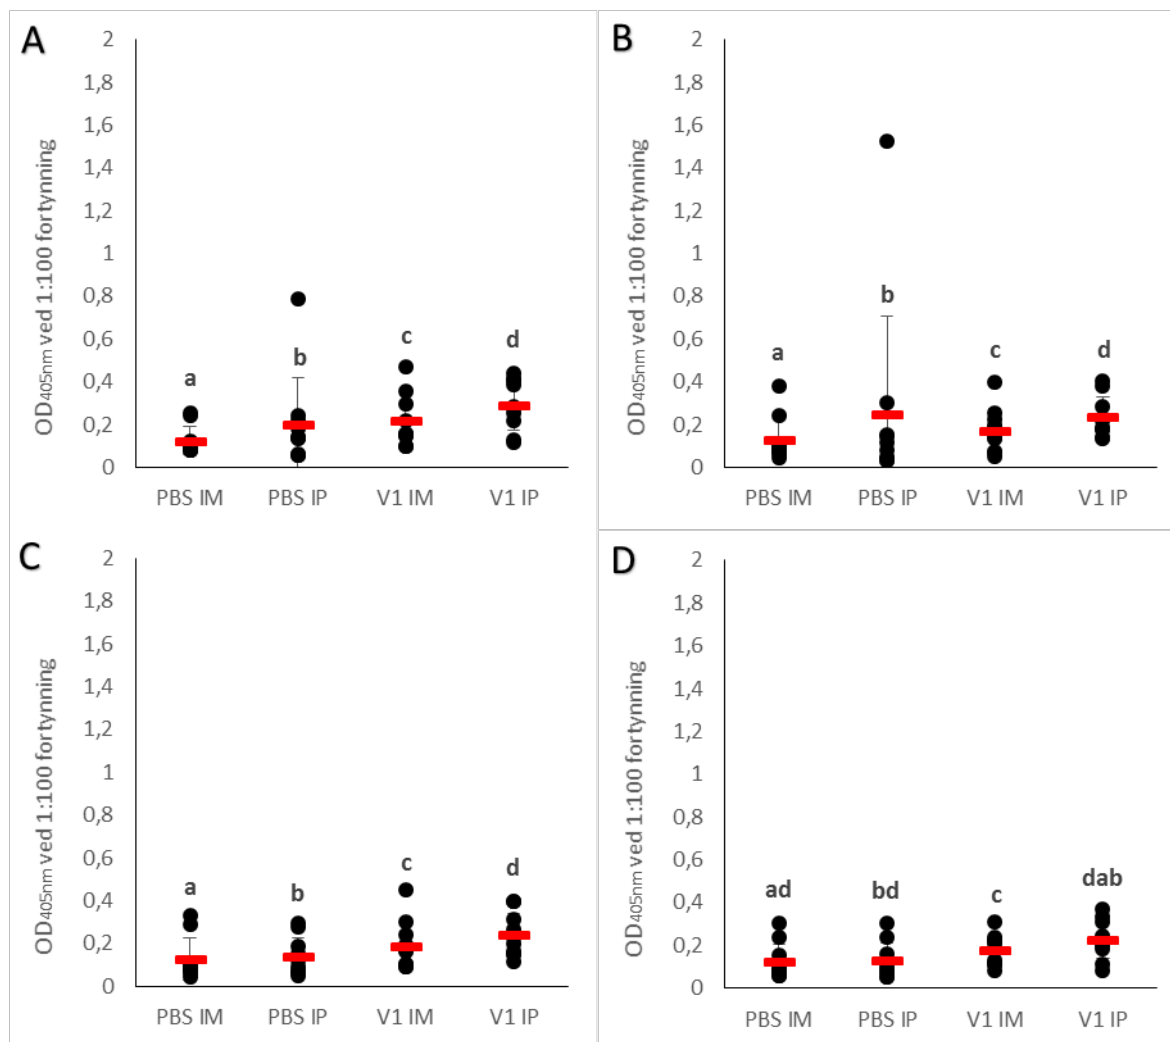 A
OD405nm ved 1:100 fortynning
2
1,8
1,6
1,4
1,2
1
0,8
0,6
0,4
0,2
0
a
b
c
d
PBS IM
PBS IP
V1 IM
V1 IP
B
OD405nm ved 1:100 fortynning
2
1,8
1,6
1,4
1,2
1
0,8
0,6
0,4
0,2
0
a
b
c
d
PBS IM
PBS IP
V1 IM
V1 IP
C
OD405nm ved 1:100 fortynning
2
1,8
1,6
1,4
1,2
1
0,8
0,6
0,4
0,2
0
a
b
c
d
PBS IM
PBS IP
V1 IM
V1 IP
D
OD405nm ved 1:100 fortynning
2
1,8
1,6
1,4
1,2
1
0,8
0,6
0,4
0,2
0
ad
bd
c
dab
PBS IM
PBS IP
V1 IM
V1 IP